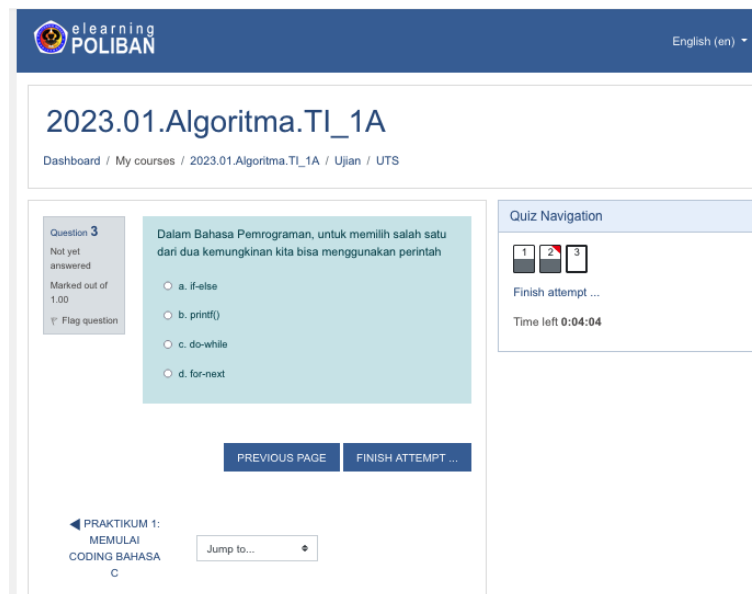 elearning
POLIBAN
English (en)
2023.01.Algoritma.TI_1A
Dashboard / My courses / 2023.01.Algoritma.TI_1A / Ujian / UTS
Question 3
Not yet
answered
Marked out of
1.00
Flag question
Dalam Bahasa Pemrograman, untuk memilih salah satu
dari dua kemungkinan kita bisa menggunakan perintah
a. if-else
b. printf()
c. do-while
d. for-next
PREVIOUS PAGE
FINISH ATTEMPT ...
Quiz Navigation
1 2 3
Finish attempt ...
Time left 0:04:04
PRAKTIKUM 1:
MEMULAI
CODING BAHASA
C
Jump to...